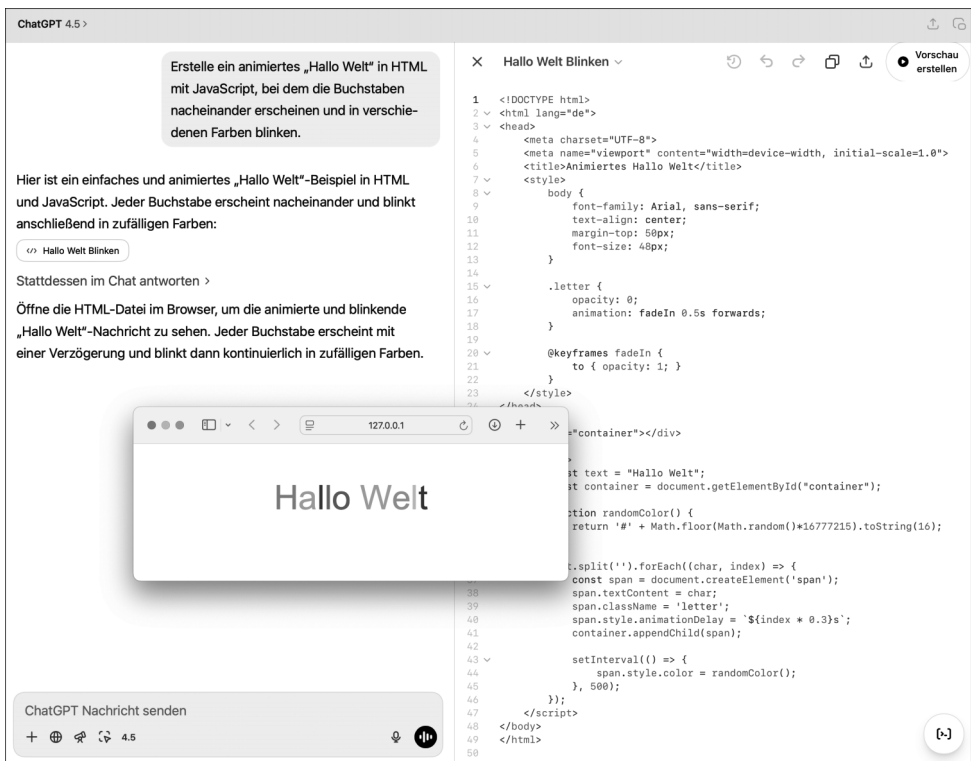 ChatGPT 4.5 >
Erstelle ein animiertes „Hallo Welt" in HTML
mit JavaScript, bei dem die Buchstaben
nacheinander erscheinen und in verschie-
denen Farben blinken.
Hier ist ein einfaches und animiertes „Hallo Welt"-Beispiel in HTML
und JavaScript. Jeder Buchstabe erscheint nacheinander und blinkt
anschließend in zufälligen Farben:
</> Hallo Welt Blinken
Stattdessen im Chat antworten >
Öffne die HTML-Datei im Browser, um die animierte und blinkende
„Hallo Welt"-Nachricht zu sehen. Jeder Buchstabe erscheint mit
einer Verzögerung und blinkt dann kontinuierlich in zufälligen Farben.
127.0.0.1
Hallo Welt
ChatGPT Nachricht senden
4.5
Hallo Welt Blinken
Vorschau
erstellen
1 <!DOCTYPE html>
2 <html lang="de">
3 <head>
4 <meta charset="UTF-8">
5 <meta name="viewport" content="width=device-width, initial-scale=1.0">
6 <title>Animiertes Hallo Welt</title>
7 <style>
8 body {
9 font-family: Arial, sans-serif;
10 text-align: center;
11 margin-top: 50px;
12 font-size: 48px;
13 }
14
15 .letter {
16 opacity: 0;
17 animation: fadeIn 0.5s forwards;
18 }
19
20 @keyframes fadeIn {
21 to { opacity: 1; }
22 }
23 </style>
24 </head>
="container"></div>
>
st text = "Hallo Welt";
st container = document.getElementById("container");
ction randomColor() {
return '#' + Math.floor(Math.random()*16777215).toString(16);
t.split('').forEach((char, index) => {
const span = document.createElement('span');
38 span.textContent = char;
39 span.className = 'letter';
40 span.style.animationDelay = `${index * 0.3}s`;
41 container.appendChild(span);
42
43 setInterval(() => {
44 span.style.color = randomColor();
45 }, 500);
46 });
47 </script>
48 </body>
49 </html>
50